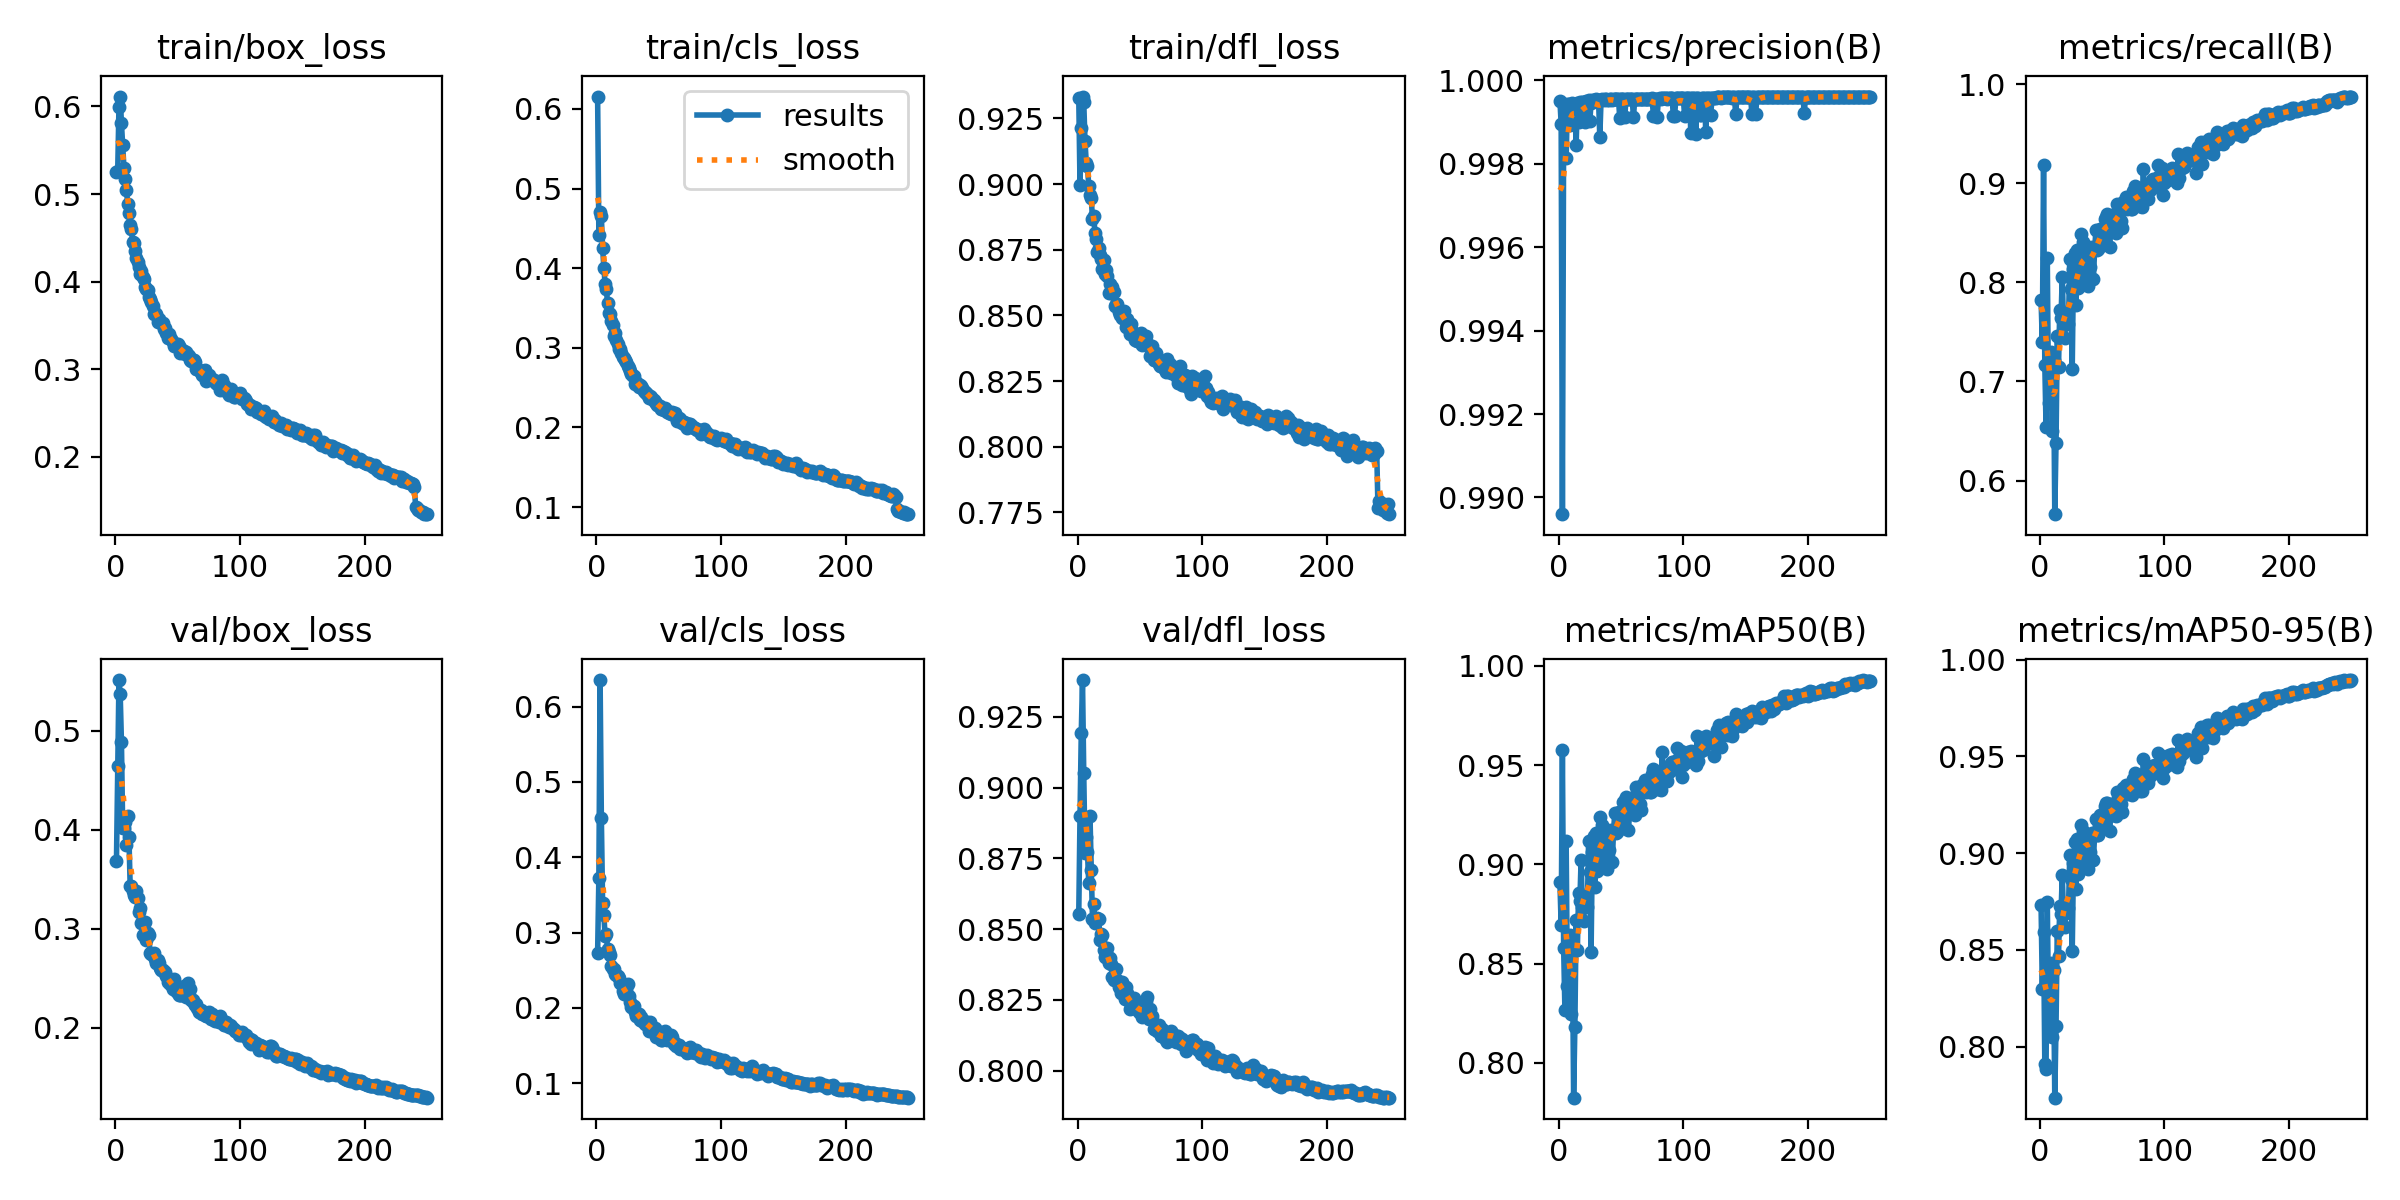 train/box_loss
train/cls_loss
train/dfl_loss
metrics/precision(B)
metrics/recall(B)
0.6
0.5
0.4
0.3
0.2
0 100 200
0.6
0.5
0.4
0.3
0.2
0.1
results
smooth
0 100 200
0.925
0.900
0.875
0.850
0.825
0.800
0.775
0 100 200
1.000
0.998
0.996
0.994
0.992
0.990
0 100 200
1.0
0.9
0.8
0.7
0.6
0 100 200
val/box_loss
val/cls_loss
val/dfl_loss
metrics/mAP50(B)
metrics/mAP50-95(B)
0.5
0.4
0.3
0.2
0 100 200
0.6
0.5
0.4
0.3
0.2
0.1
0 100 200
0.925
0.900
0.875
0.850
0.825
0.800
0 100 200
1.00
0.95
0.90
0.85
0.80
0 100 200
1.00
0.95
0.90
0.85
0.80
0 100 200